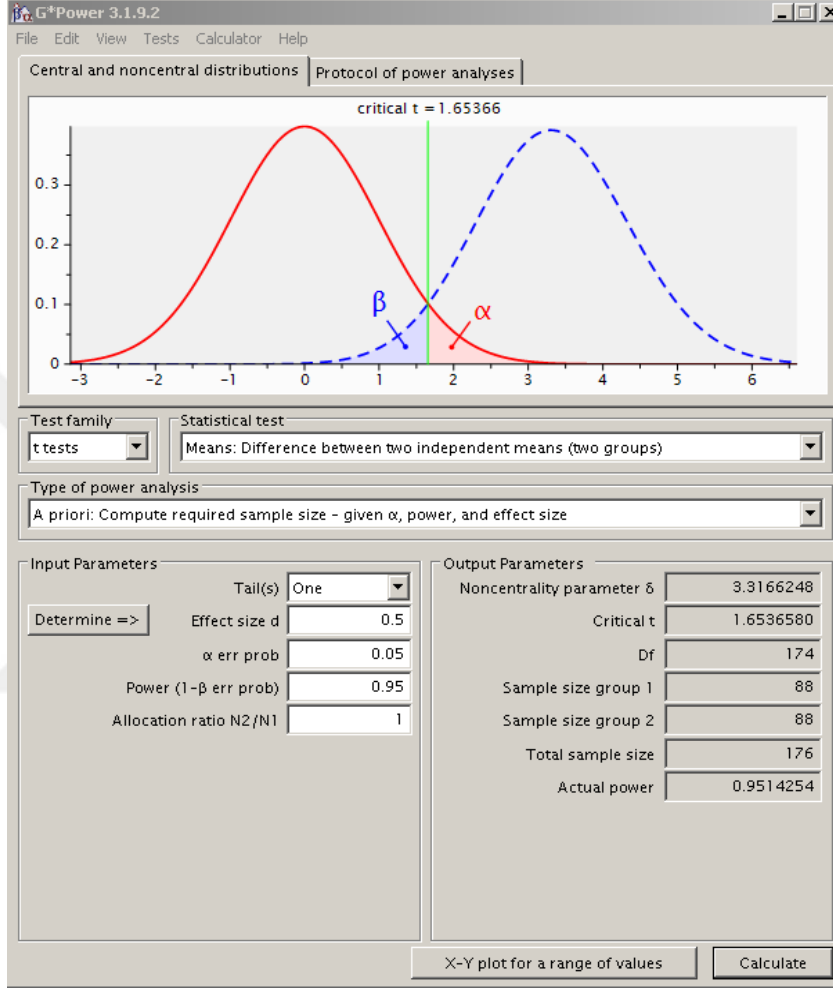 G*Power 3.1.9.2
File Edit View Tests Calculator Help
Central and noncentral distributions Protocol of power analyses
critical t = 1.65366
0.3
0.2
0.1
0
β α
-3 -2 -1 0 1 2 3 4 5 6
Test family Statistical test
t tests Means: Difference between two independent means (two groups)
Type of power analysis
A priori: Compute required sample size - given α, power, and effect size
Input Parameters Output Parameters
Tail(s) One Noncentrality parameter δ 3.3166248
Determine => Effect size d 0.5 Critical t 1.6536580
α err prob 0.05 Df 174
Power (1-β err prob) 0.95 Sample size group 1 88
Allocation ratio N2/N1 1 Sample size group 2 88
Total sample size 176
Actual power 0.9514254
X-Y plot for a range of values Calculate